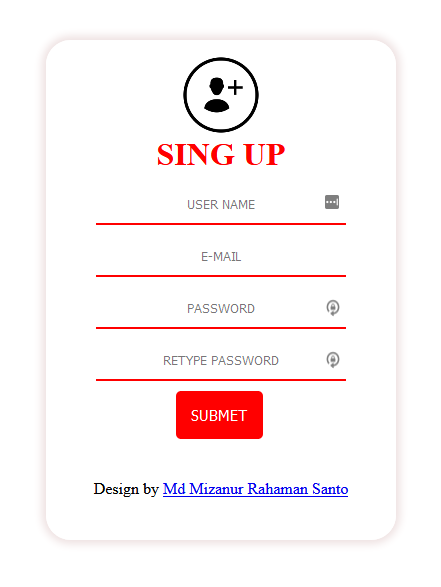 SING UP
USER NAME
E-MAIL
PASSWORD
RETYPE PASSWORD
SUBMET
Design by Md Mizanur Rahaman Santo